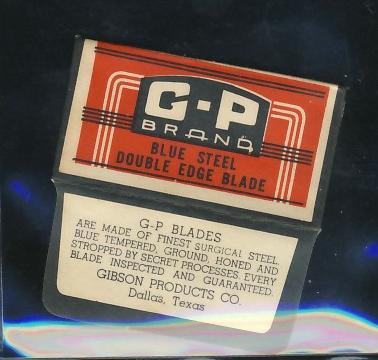 G-P
BRAND
BLUE STEEL
DOUBLE EDGE BLADE
G-P BLADES
ARE MADE OF FINEST SURGICAL STEEL
BLUE TEMPERED, GROUND, HONED AND
STROPPED BY SECRET PROCESSES. EVERY
BLADE INSPECTED AND GUARANTEED.
GIBSON PRODUCTS CO.
Dallas, Texas